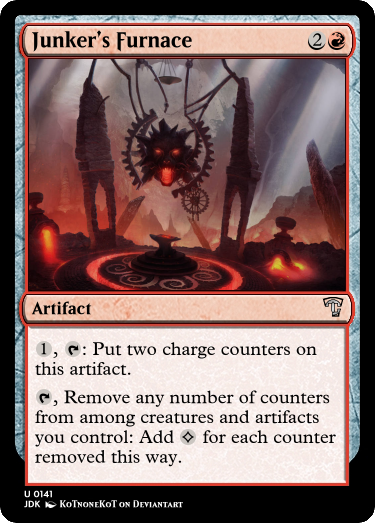 Junker's Furnace 2
Artifact
1, : Put two charge counters on
this artifact.
, Remove any number of counters
from among creatures and artifacts
you control: Add for each counter
removed this way.
U 0141
JDK KoTnoneKoT on Deviantart